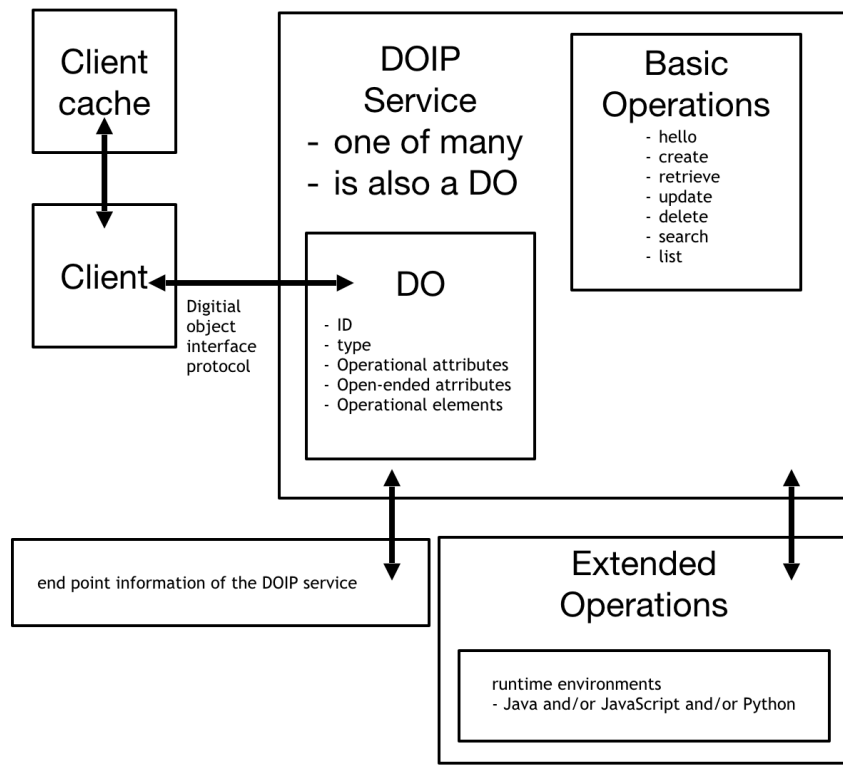 Client
cache
Client
Digitial
object
interface
protocol
DOIP
Service
- one of many
- is also a DO
Basic
Operations
- hello
- create
- retrieve
- update
- delete
- search
- list
DO
- ID
- type
- Operational attributes
- Open-ended atrributes
- Operational elements
end point information of the DOIP service
Extended
Operations
runtime environments
- Java and/or JavaScript and/or Python